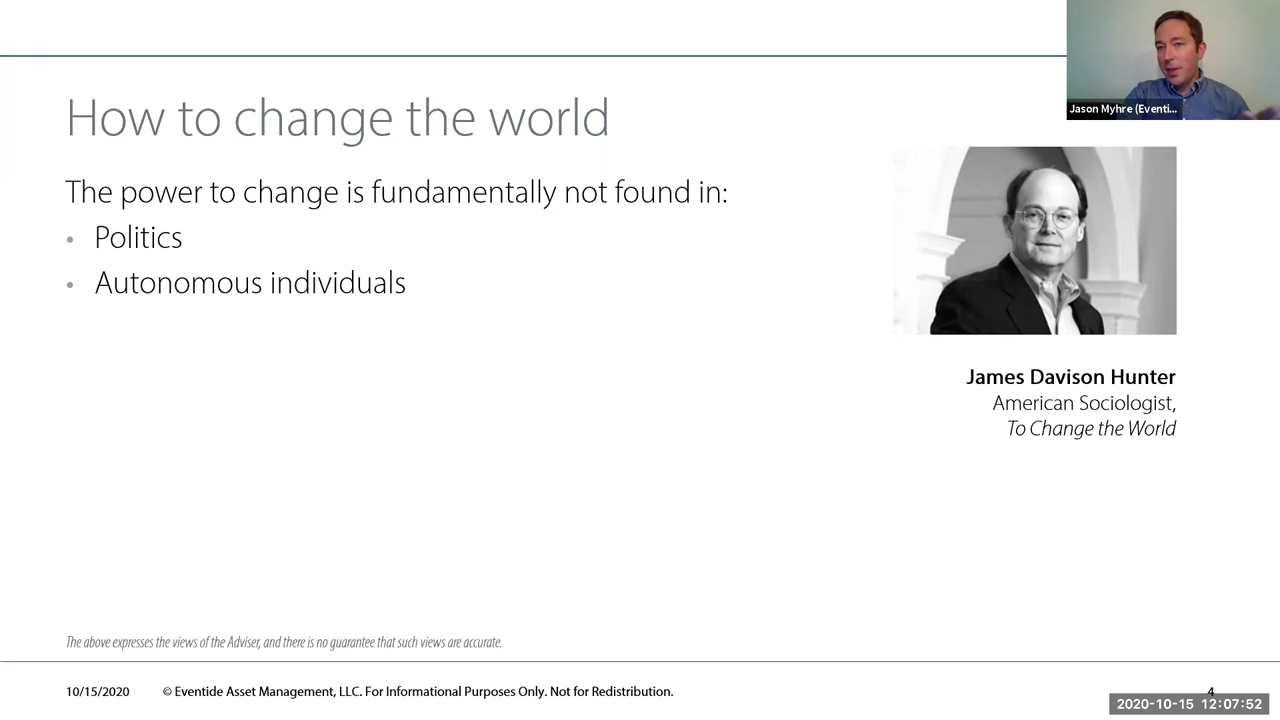 Jason Myhre (Eventi...
How to change the world
The power to change is fundamentally not found in:
• Politics
• Autonomous individuals
James Davison Hunter
American Sociologist,
To Change the World
The above expresses the views of the Adviser, and there is no guarantee that such views are accurate.
10/15/2020 © Eventide Asset Management, LLC. For Informational Purposes Only. Not for Redistribution. 4
2020-10-15 12:07:52